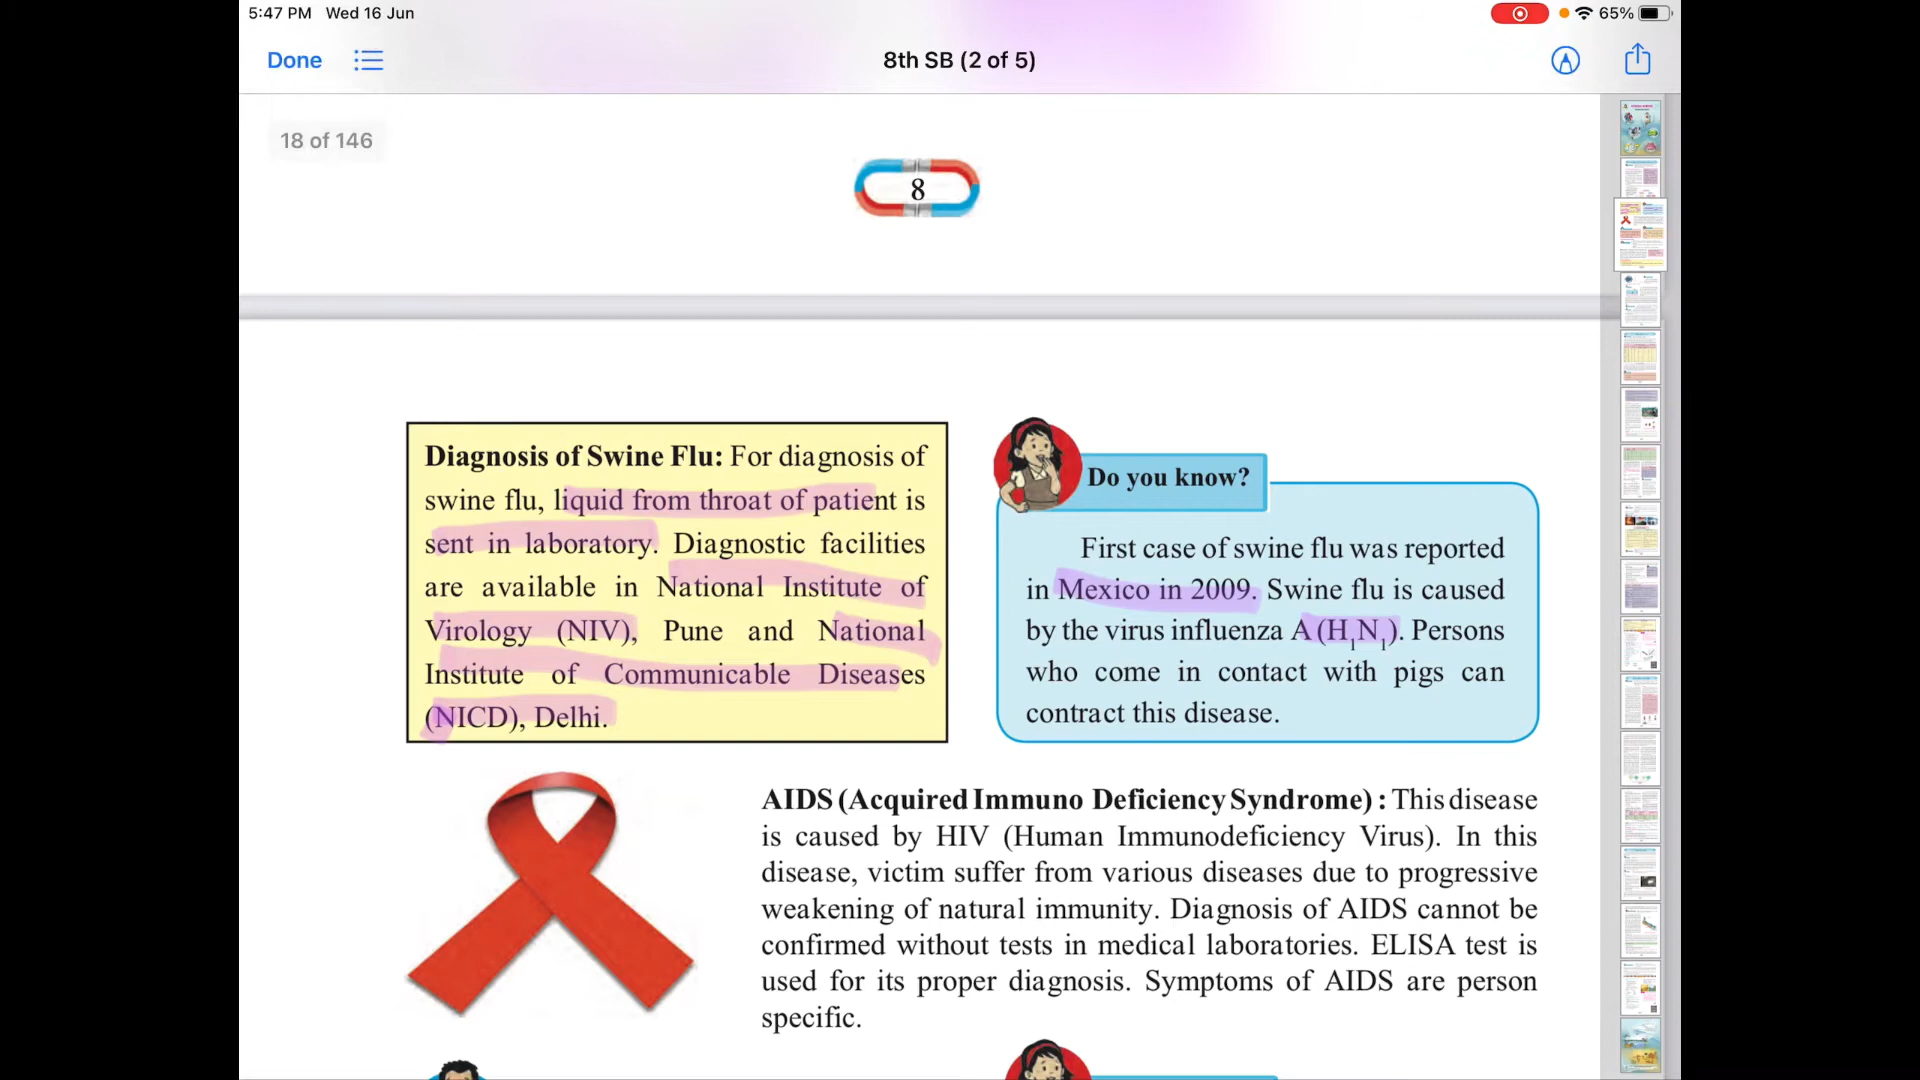 5:47 PM Wed 16 Jun
65%
Done
8th SB (2 of 5)
18 of 146
8
Diagnosis of Swine Flu: For diagnosis of
swine flu, liquid from throat of patient is
sent in laboratory. Diagnostic facilities
are available in National Institute of
Virology (NIV), Pune and National
Institute of Communicable Diseases
(NICD), Delhi.
Do you know?
First case of swine flu was reported
in Mexico in 2009. Swine flu is caused
by the virus influenza A (H₁N₁). Persons
who come in contact with pigs can
contract this disease.
AIDS (Acquired Immuno Deficiency Syndrome) : This disease
is caused by HIV (Human Immunodeficiency Virus). In this
disease, victim suffer from various diseases due to progressive
weakening of natural immunity. Diagnosis of AIDS cannot be
confirmed without tests in medical laboratories. ELISA test is
used for its proper diagnosis. Symptoms of AIDS are person
specific.